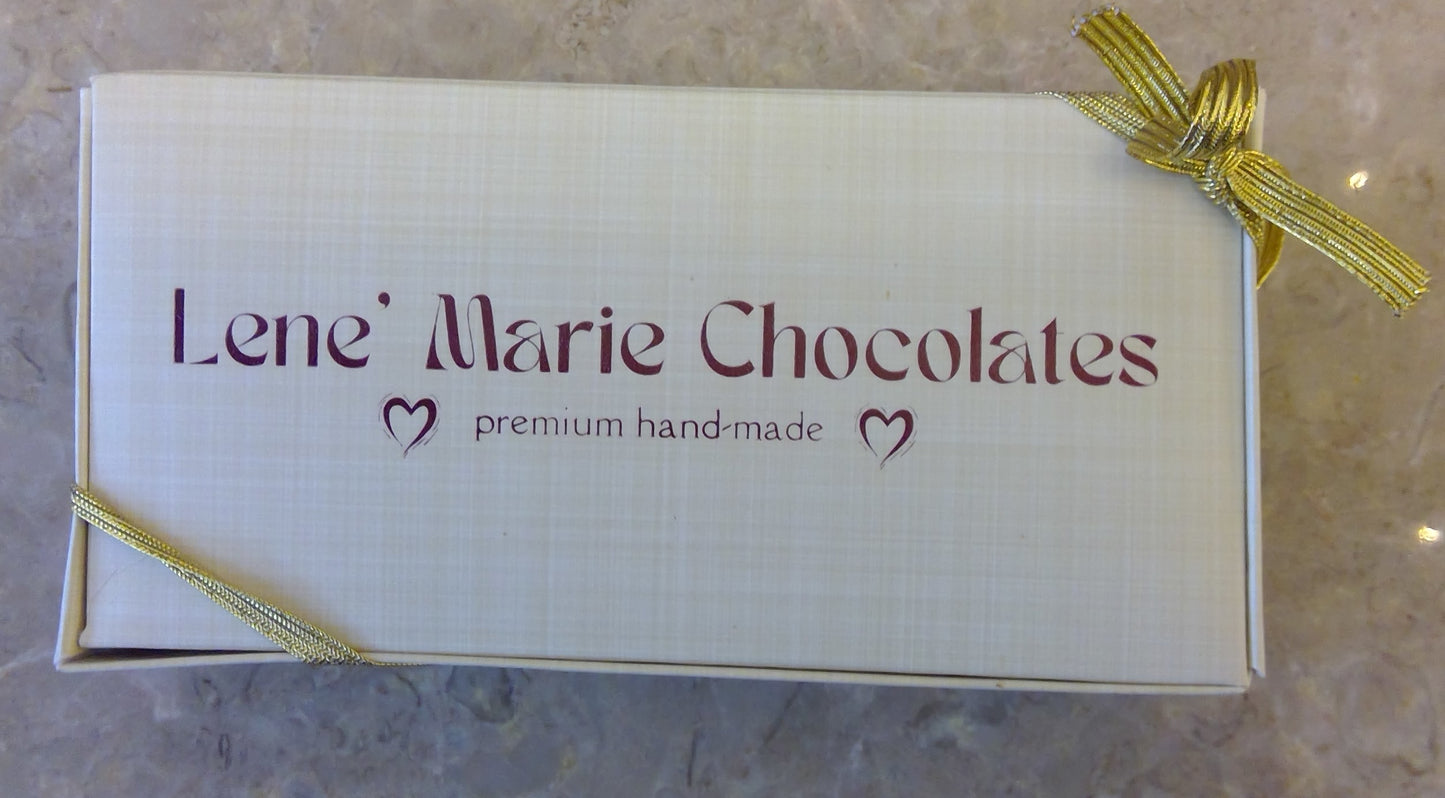 Lene’ Marie Chocolates
premium hand-made